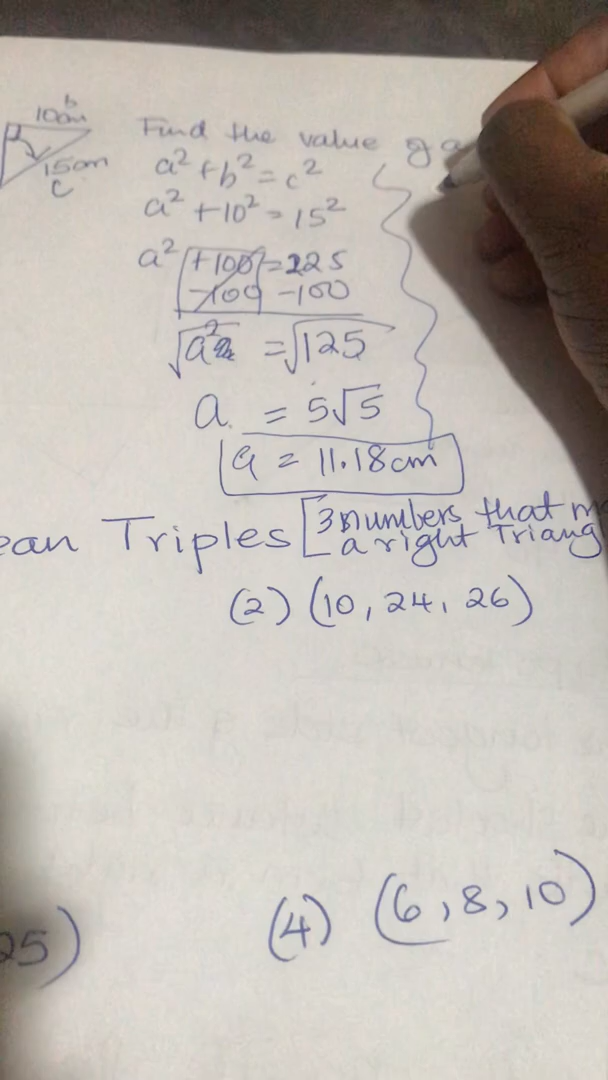 b
10cm
15cm
c
Find the value of a
a² + b² = c²
a² + 10² = 15²
a² + 100 = 225
-100 -100
√a² = √125
a = 5√5
a = 11.18cm
Triples [3 numbers that
a right
(2) (10, 24, 26)
(4) (6, 8, 10)